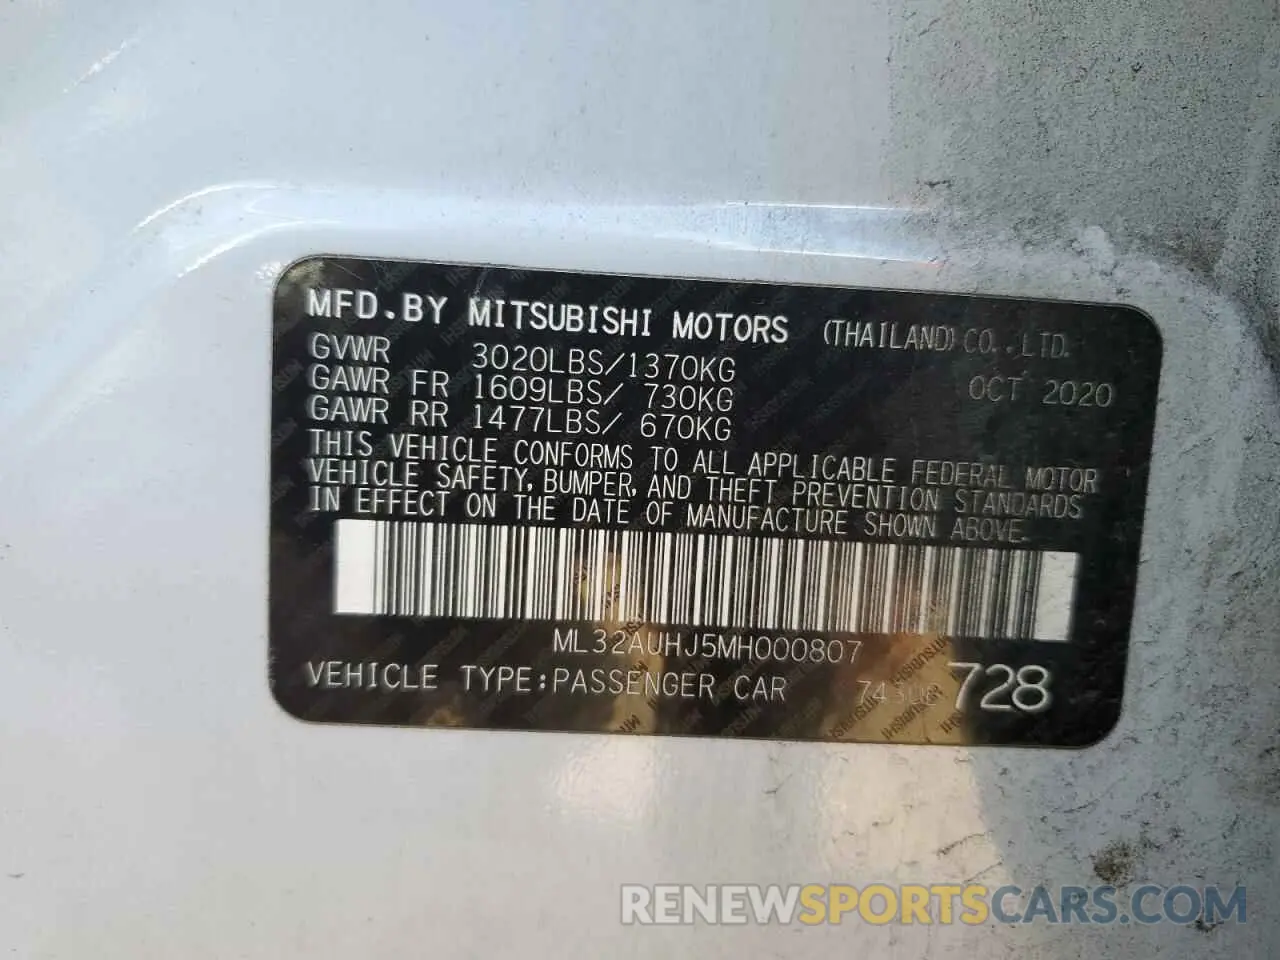 MFD.BY MITSUBISHI MOTORS (THAILAND) CO.,LTD.
GVWR 3020LBS/1370KG OCT 2020
GAWR FR 1609LBS/ 730KG
GAWR RR 1477LBS/ 670KG
THIS VEHICLE CONFORMS TO ALL APPLICABLE FEDERAL MOTOR
VEHICLE SAFETY, BUMPER, AND THEFT PREVENTION STANDARDS
IN EFFECT ON THE DATE OF MANUFACTURE SHOWN ABOVE.
ML32AUHJ5MH000807
VEHICLE TYPE:PASSENGER CAR 728
RENEWSPORTSCARS.COM